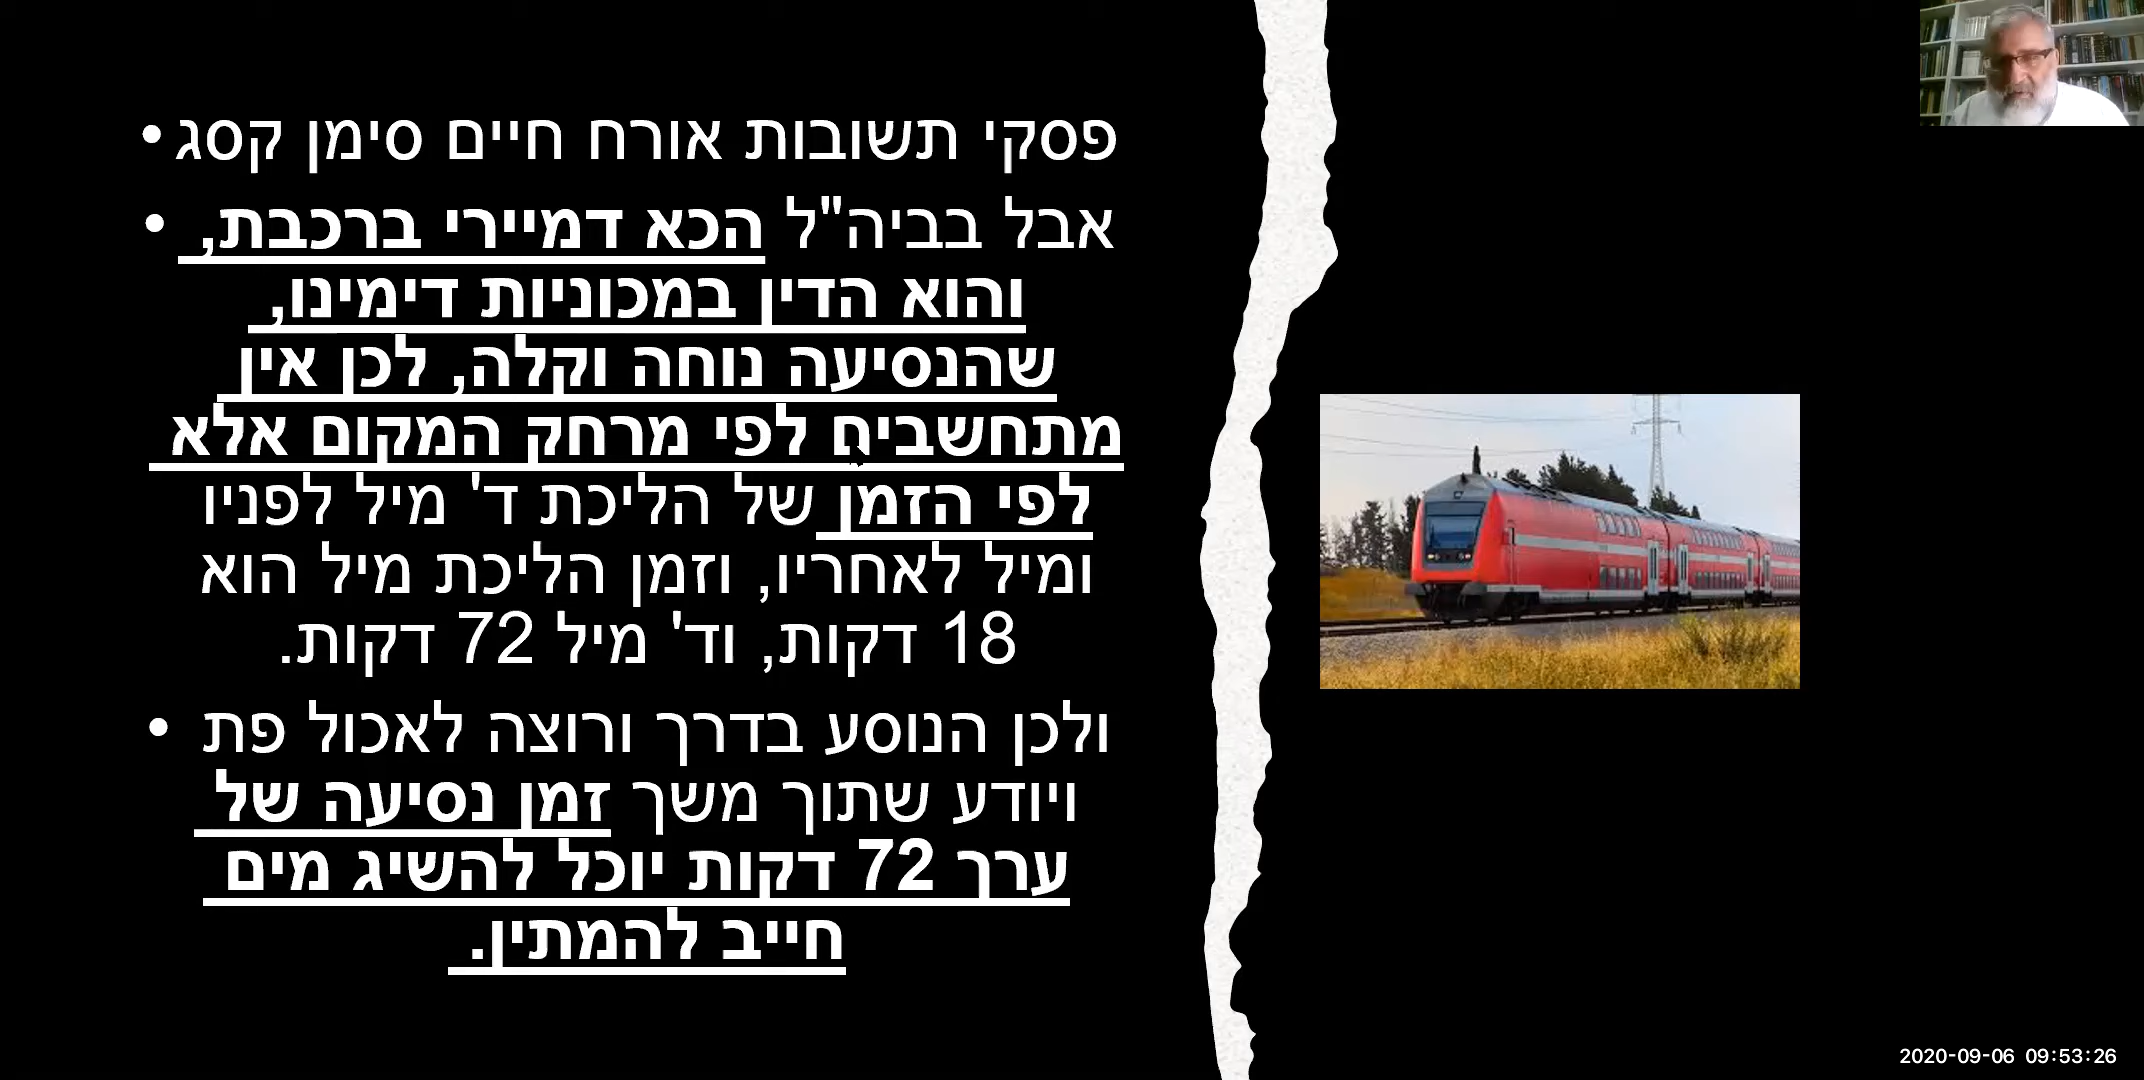 • פסקי תשובות אורח חיים סימן קסג
• אבל בביה"ל הכא דמיירי ברכבת,
והוא הדין במכוניות דימינו,
שהנסיעה נוחה וקלה, לכן אין
מתחשבים לפי מרחק המקום אלא
לפי הזמן של הליכת ד' מיל לפניו
ומיל לאחריו, וזמן הליכת מיל הוא
18 דקות, וד' מיל 72 דקות.
• ולכן הנוסע בדרך ורוצה לאכול פת
ויודע שתוך משך זמן נסיעה של
ערך 72 דקות יוכל להשיג מים
חייב להמתין.
2020-09-06 09:53:26